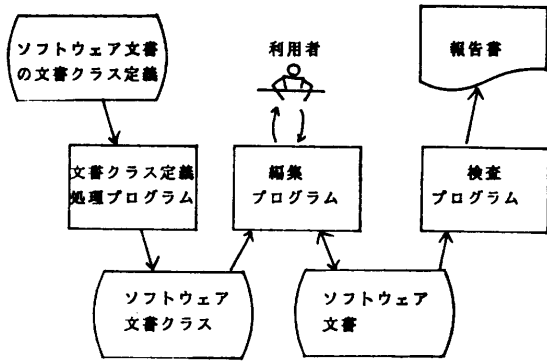 ソフトウェア文書
の文書クラス定義
利用者
報告書
文書クラス定義
処理プログラム
編集
プログラム
検査
プログラム
ソフトウェア
文書クラス
ソフトウェア
文書